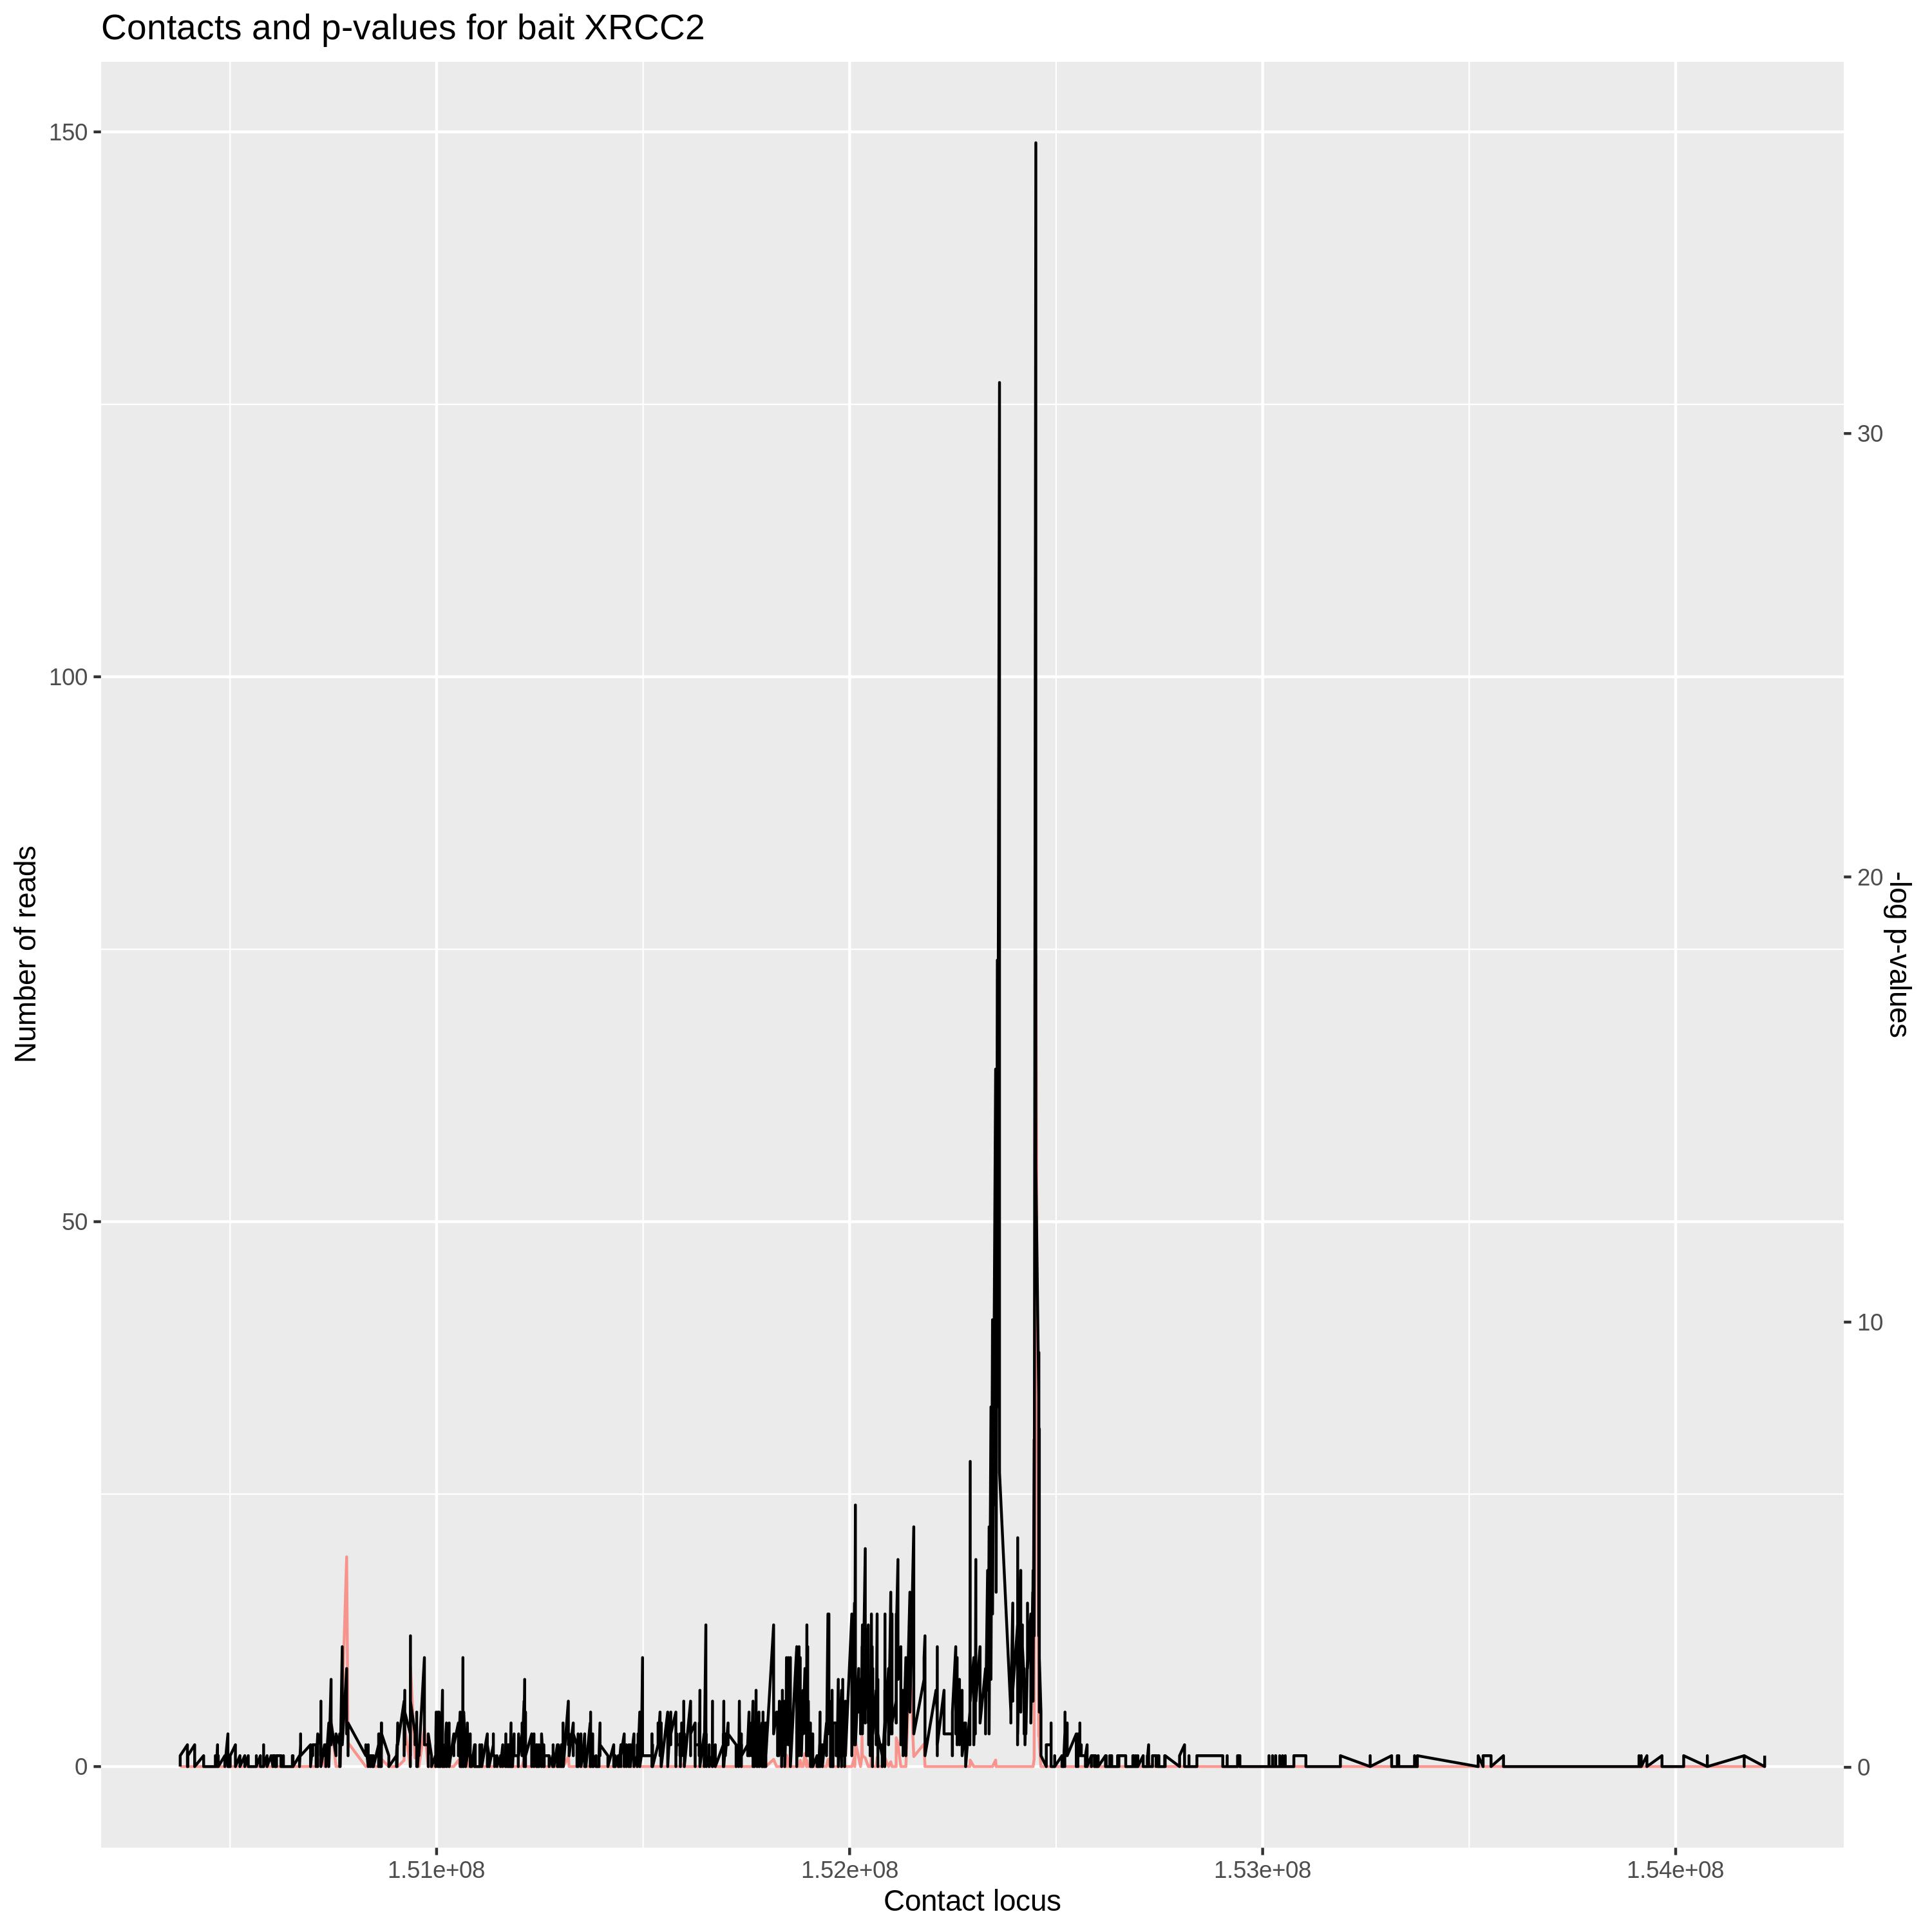 Contacts and p-values for bait XRCC2
150
100
50
0
Number of reads
30
20
10
0
-log p-values
1.51e+08
1.52e+08
1.53e+08
1.54e+08
Contact locus